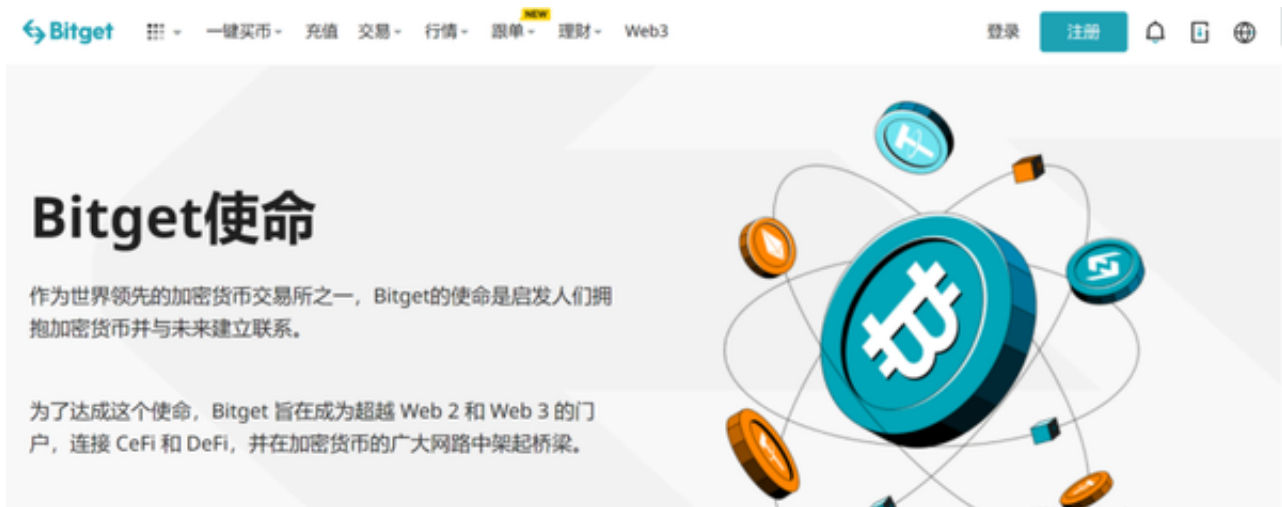 Bitget 一键买币 充值 交易 行情 跟单 NEW 理财 Web3 登录 注册
Bitget使命
作为世界领先的加密货币交易所之一，Bitget的使命是启发人们拥
抱加密货币并与未来建立联系。
为了达成这个使命，Bitget 旨在成为超越 Web 2 和 Web 3 的门
户，连接 CeFi 和 DeFi，并在加密货币的广大网路中架起桥梁。